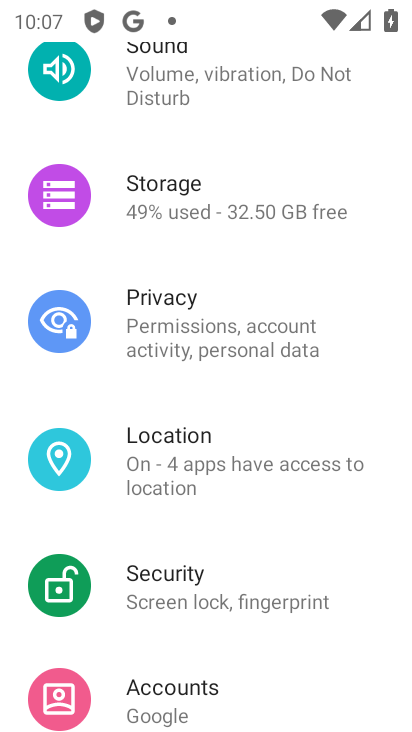 10:07
Sound
Volume, vibration, Do Not
Disturb
Storage
49% used - 32.50 GB free
Privacy
Permissions, account
activity, personal data
Location
On - 4 apps have access to
location
Security
Screen lock, fingerprint
Accounts
Google